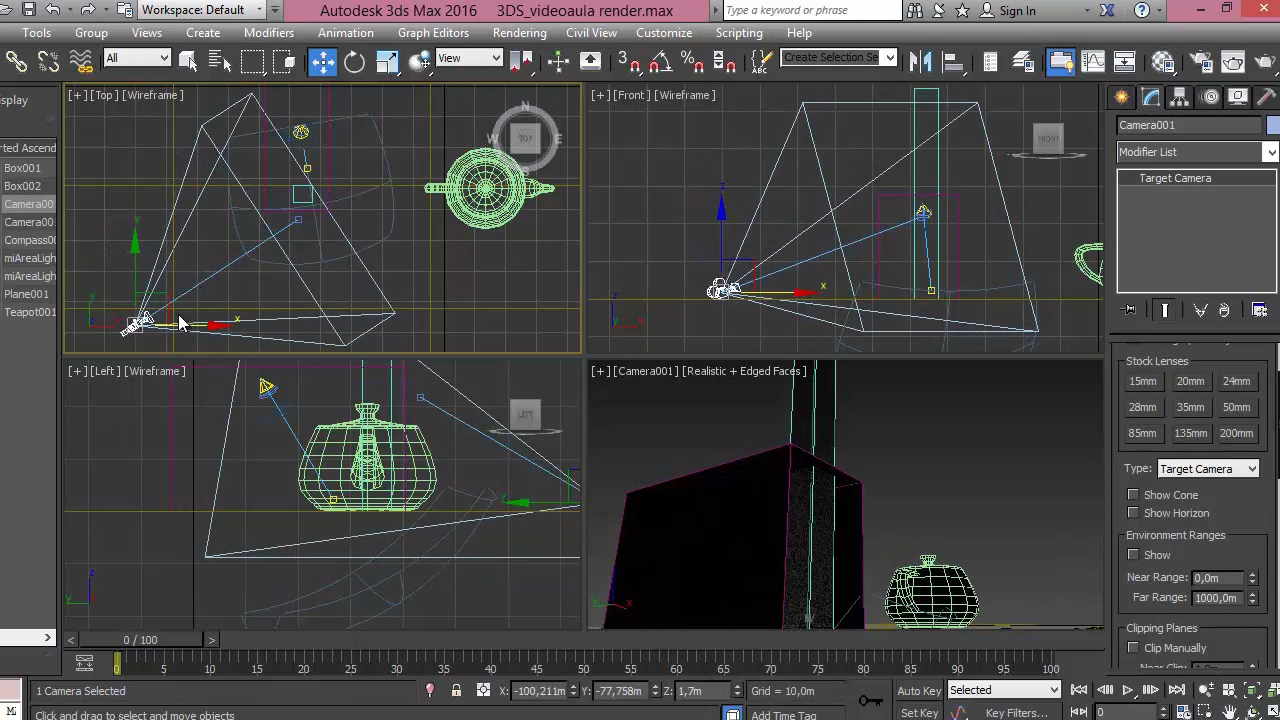 Workspace: Default
Autodesk 3ds Max 2016
3DS_videoaula render.max
Type a keyword or phrase
Sign In
Tools
Group
Views
Create
Modifiers
Animation
Graph Editors
Rendering
Civil View
Customize
Scripting
Help
All
View
Create Selection Se
[+] [Top] [Wireframe]
[+] [Front] [Wireframe]
[+] [Left] [Wireframe]
[+] [Camera001] [Realistic + Edged Faces]
N
W
TOP
E
FRONT
LEFT
isplay
rted Ascend
Box001
Box002
Camera00
Camera00
Compass00
miAreaLigh
miAreaLigh
Plane001
Teapot001
Camera001
Modifier List
Target Camera
Stock Lenses
15mm
20mm
24mm
28mm
35mm
50mm
85mm
135mm
200mm
Type: Target Camera
Show Cone
Show Horizon
Environment Ranges
Show
Near Range: 0,0m
Far Range: 1000,0m
Clipping Planes
Clip Manually
0 / 100
0 5 10 15 20 25 30 35 40 45 50 55 60 65 70 75 80 85 90 95 100
1 Camera Selected
X: -100,211m
Y: -77,758m
Z: 1,7m
Grid = 10,0m
Auto Key
Selected
Click and drag to select and move objects
Add Time Tag
Set Key
Key Filters...
0